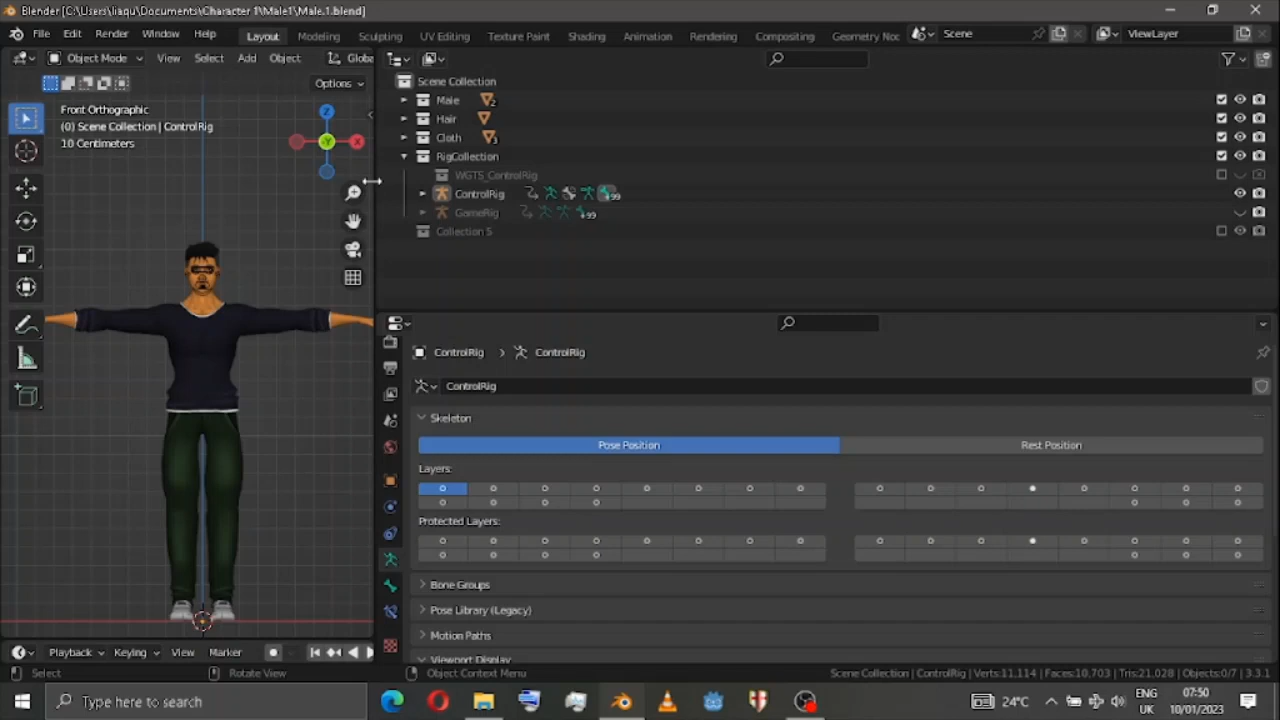 Blender [C:\Users\liaqu\Documents\Character 1\Male1\Male.1.blend]
File Edit Render Window Help Layout Modeling Sculpting UV Editing Texture Paint Shading Animation Rendering Compositing Geometry Noc Scene ViewLayer
Object Mode View Select Add Object Globa
Options
Front Orthographic
(0) Scene Collection | ControlRig
10 Centimeters
Z
X
-Y
Scene Collection
Male 2
Hair
Cloth 3
RigCollection
WGTS_ControlRig
ControlRig +99
GameRig +99
Collection 5
ControlRig > ControlRig
ControlRig
Skeleton
Pose Position Rest Position
Layers:
Protected Layers:
Bone Groups
Pose Library (Legacy)
Motion Paths
Viewport Display
Playback Keying View Marker
Select Rotate View Object Context Menu Scene Collection | ControlRig | Verts:11,114 | Faces:10,703 | Tris:21,028 | Objects:0/7 | 3.3.1
Type here to search 24°C ENG UK 07:50 10/01/2023